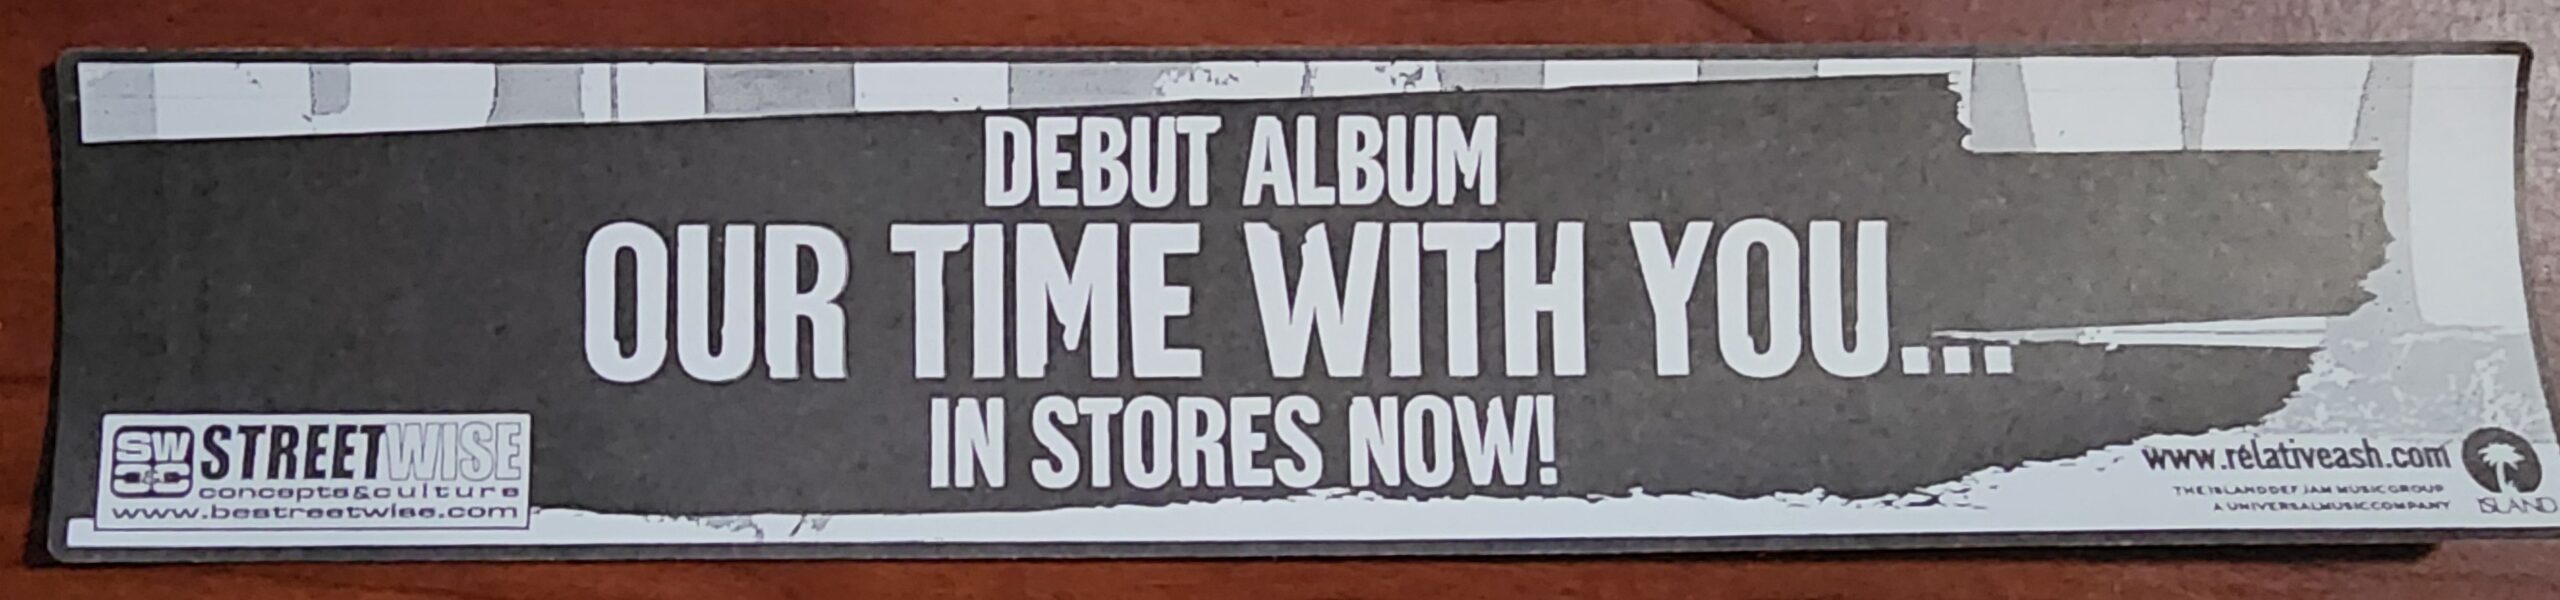 DEBUT ALBUM
OUR TIME WITH YOU...
IN STORES NOW!
SW
C&C
STREETWISE
concepts&culture
www.bestreetwise.com
www.relativeash.com
THE ISLAND DEF JAM MUSIC GROUP
A UNIVERSAL MUSIC COMPANY
ISLAND